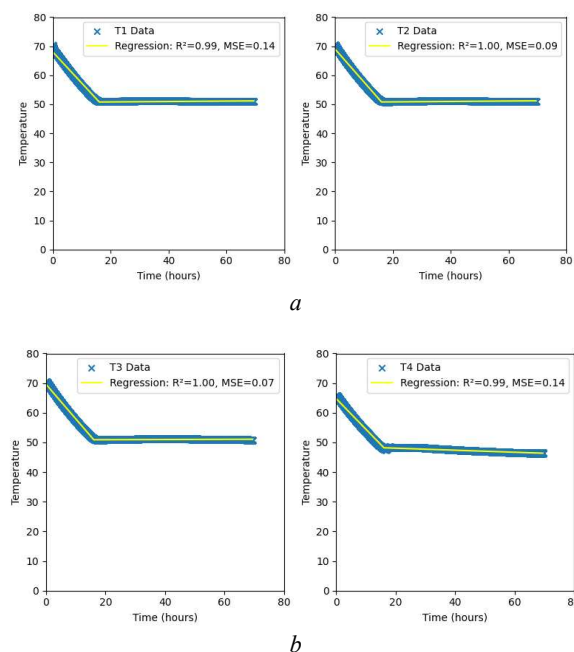 80
70
60
50
40
30
20
10
0
Temperature
T1 Data
Regression: R²=0.99, MSE=0.14
0 20 40 60 80
Time (hours)
80
70
60
50
40
30
20
10
0
Temperature
T2 Data
Regression: R²=1.00, MSE=0.09
0 20 40 60 80
Time (hours)
a
80
70
60
50
40
30
20
10
0
Temperature
T3 Data
Regression: R²=1.00, MSE=0.07
0 20 40 60 80
Time (hours)
80
70
60
50
40
30
20
10
0
Temperature
T4 Data
Regression: R²=0.99, MSE=0.14
0 20 40 60 80
Time (hours)
b